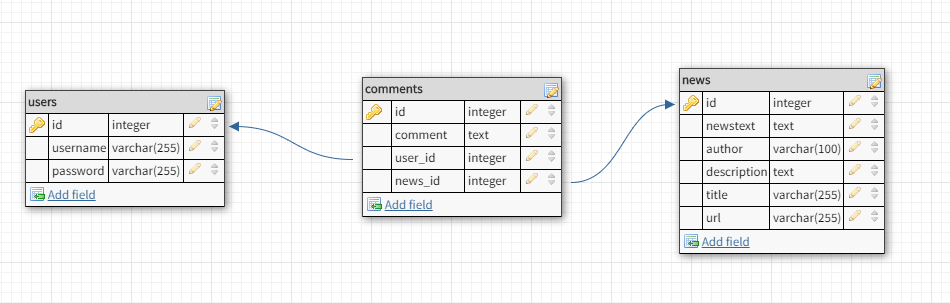 users
id integer
username varchar(255)
password varchar(255)
Add field
comments
id integer
comment text
user_id integer
news_id integer
Add field
news
id integer
newstext text
author varchar(100)
description text
title varchar(255)
url varchar(255)
Add field